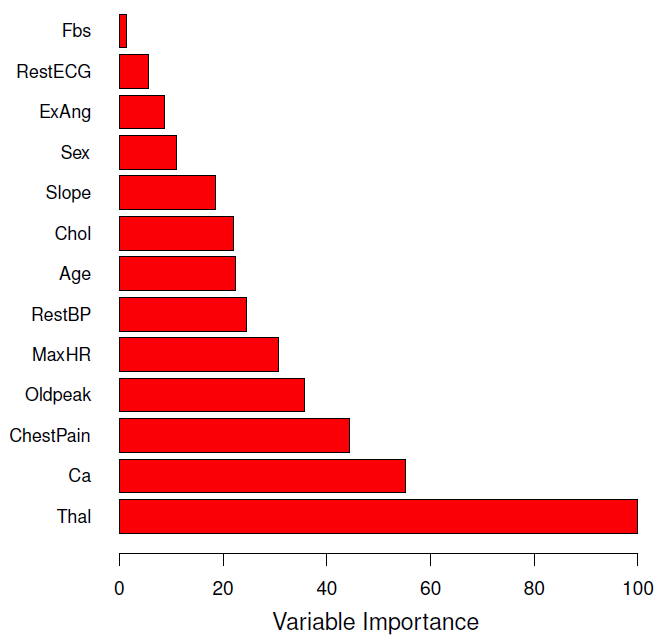 Fbs
RestECG
ExAng
Sex
Slope
Chol
Age
RestBP
MaxHR
Oldpeak
ChestPain
Ca
Thal
0 20 40 60 80 100
Variable Importance